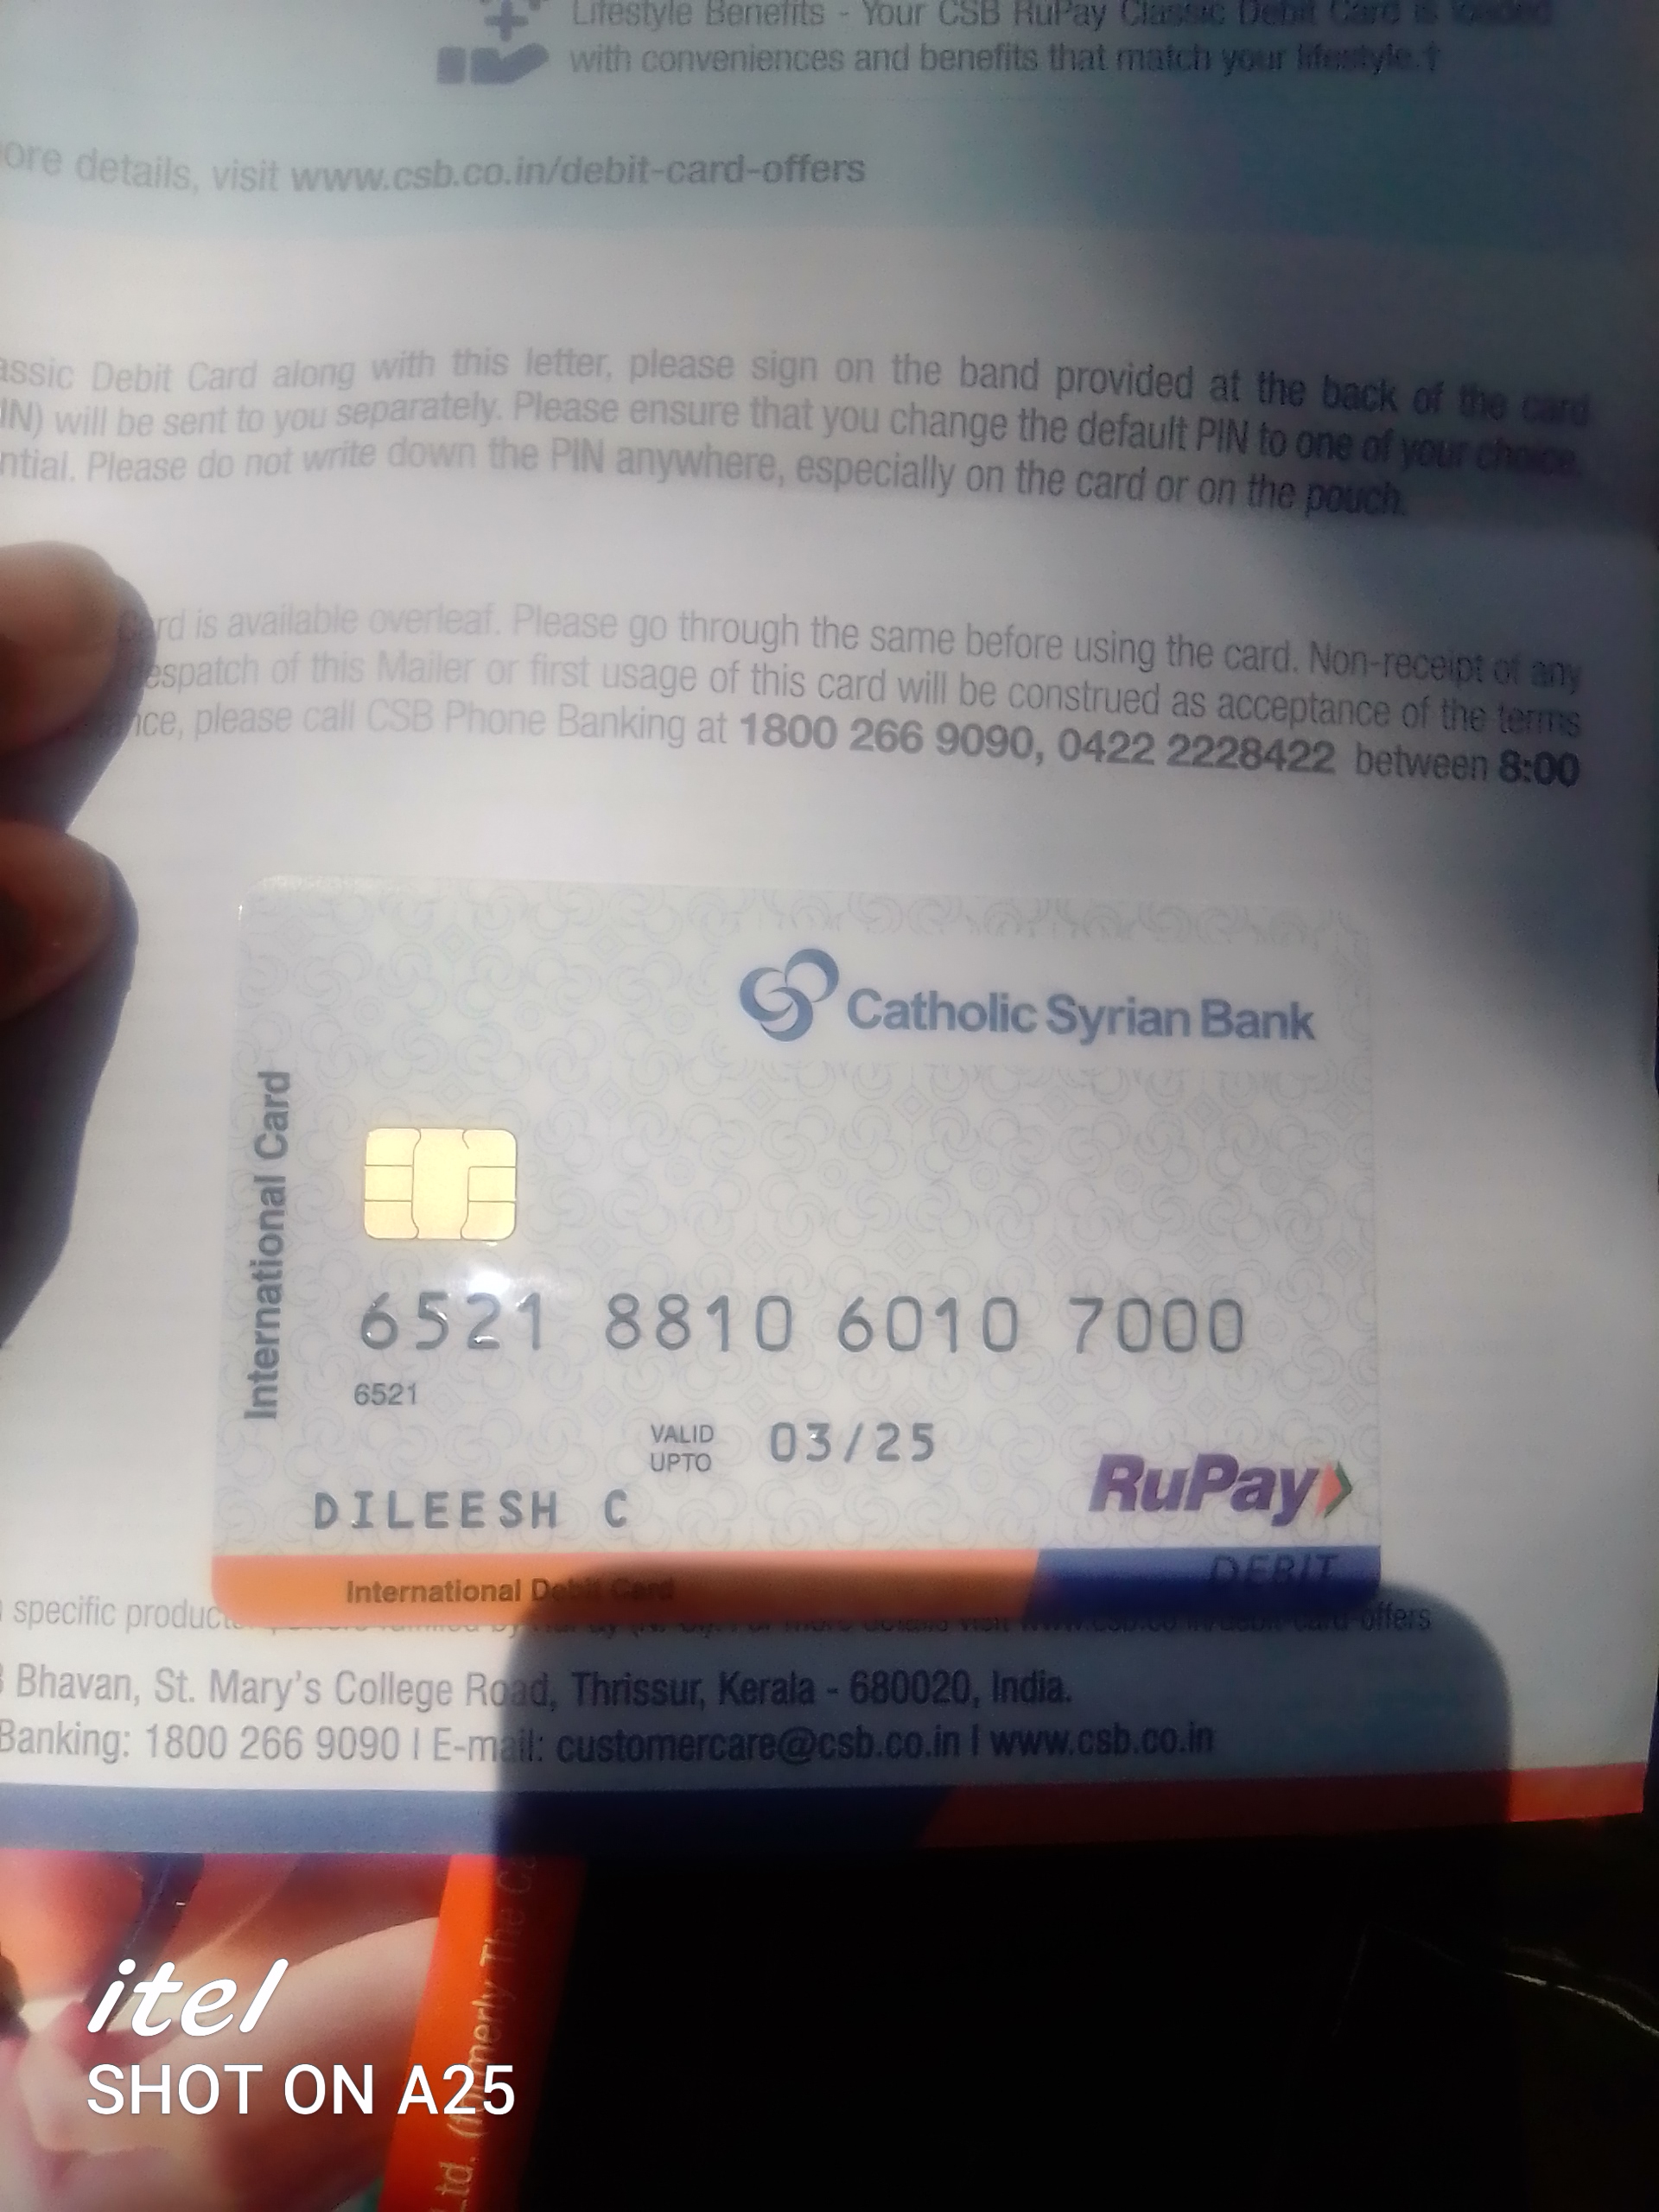 Lifestyle Benefits - Your CSB RuPay Classic Debit Card is loaded
with conveniences and benefits that match your lifestyle.†
ore details, visit www.csb.co.in/debit-card-offers
assic Debit Card along with this letter, please sign on the band provided at the back of the card
IN) will be sent to you separately. Please ensure that you change the default PIN to one of your choice.
ntial. Please do not write down the PIN anywhere, especially on the card or on the pouch.
Card is available overleaf. Please go through the same before using the card. Non-receipt of any
espatch of this Mailer or first usage of this card will be construed as acceptance of the terms
nce, please call CSB Phone Banking at 1800 266 9090, 0422 2228422 between 8:00
Catholic Syrian Bank
International Card
6521 8810 6010 7000
6521
VALID UPTO 03/25
DILEESH C
RuPay
DEBIT
International Debit Card
specific product
offers
Bhavan, St. Mary's College Road, Thrissur, Kerala - 680020, India.
Banking: 1800 266 9090 I E-mail: customercare@csb.co.in I www.csb.co.in
Ltd. (formerly The Ca
itel
SHOT ON A25